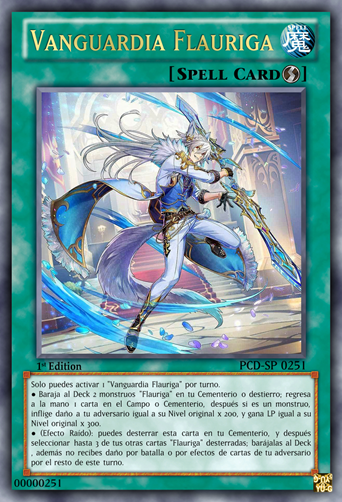 VANGUARDIA FLAURIGA
SPELL
魔
[SPELL CARD]
1st Edition
PCD-SP 0251
Solo puedes activar 1 "Vanguardia Flauriga" por turno.
● Baraja al Deck 2 monstruos "Flauriga" en tu Cementerio o destierro; regresa
a la mano 1 carta en el Campo o Cementerio, después si es un monstruo,
inflige daño a tu adversario igual a su Nivel original x 200, y gana LP igual a su
Nivel original x 300.
● (Efecto Raído): puedes desterrar esta carta en tu Cementerio, y después
seleccionar hasta 3 de tus otras cartas "Flauriga" desterradas; barájalas al Deck
, además no recibes daño por batalla o por efectos de cartas de tu adversario
por el resto de este turno.
00000251